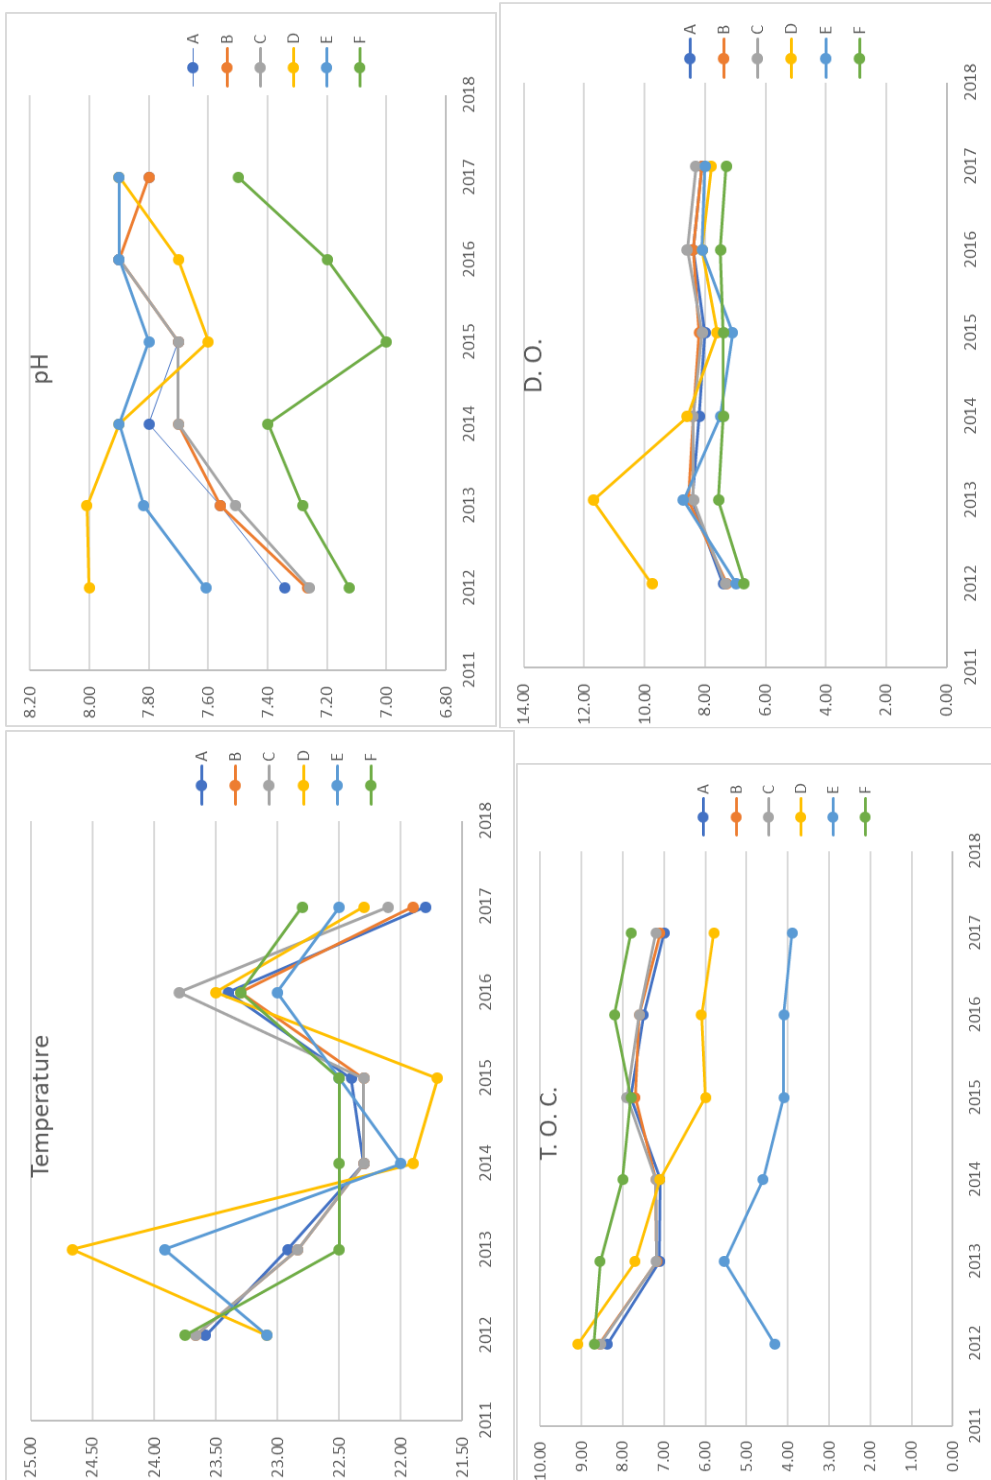 Temperature
25.00
24.50
24.00
23.50
23.00
22.50
22.00
21.50
2011
2012
2013
2014
2015
2016
2017
2018
A
B
C
D
E
F
pH
8.20
8.00
7.80
7.60
7.40
7.20
7.00
6.80
2011
2012
2013
2014
2015
2016
2017
2018
A
B
C
D
E
F
T. O. C.
10.00
9.00
8.00
7.00
6.00
5.00
4.00
3.00
2.00
1.00
0.00
2011
2012
2013
2014
2015
2016
2017
2018
A
B
C
D
E
F
D. O.
14.00
12.00
10.00
8.00
6.00
4.00
2.00
0.00
2011
2012
2013
2014
2015
2016
2017
2018
A
B
C
D
E
F